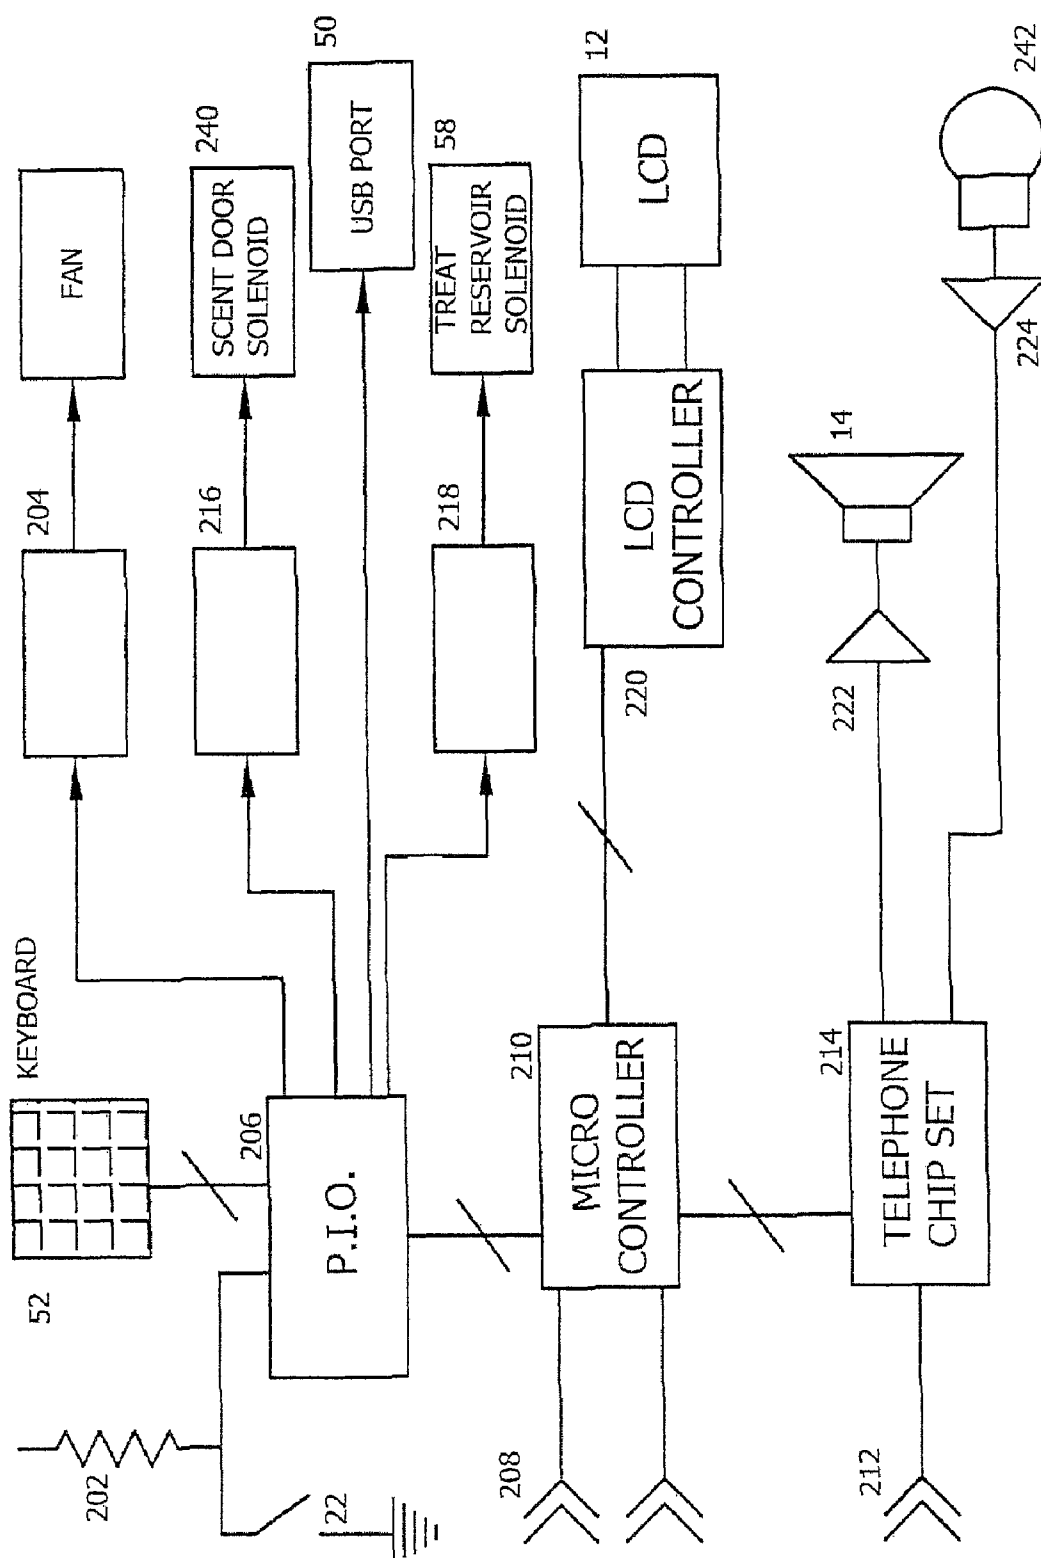 52
KEYBOARD
204
FAN
216
SCENT DOOR
SOLENOID
240
50
USB PORT
202
206
P.I.O.
218
TREAT
RESERVOIR
SOLENOID
58
22
208
210
MICRO
CONTROLLER
220
LCD
CONTROLLER
LCD
12
212
214
TELEPHONE
CHIP SET
222
14
224
242